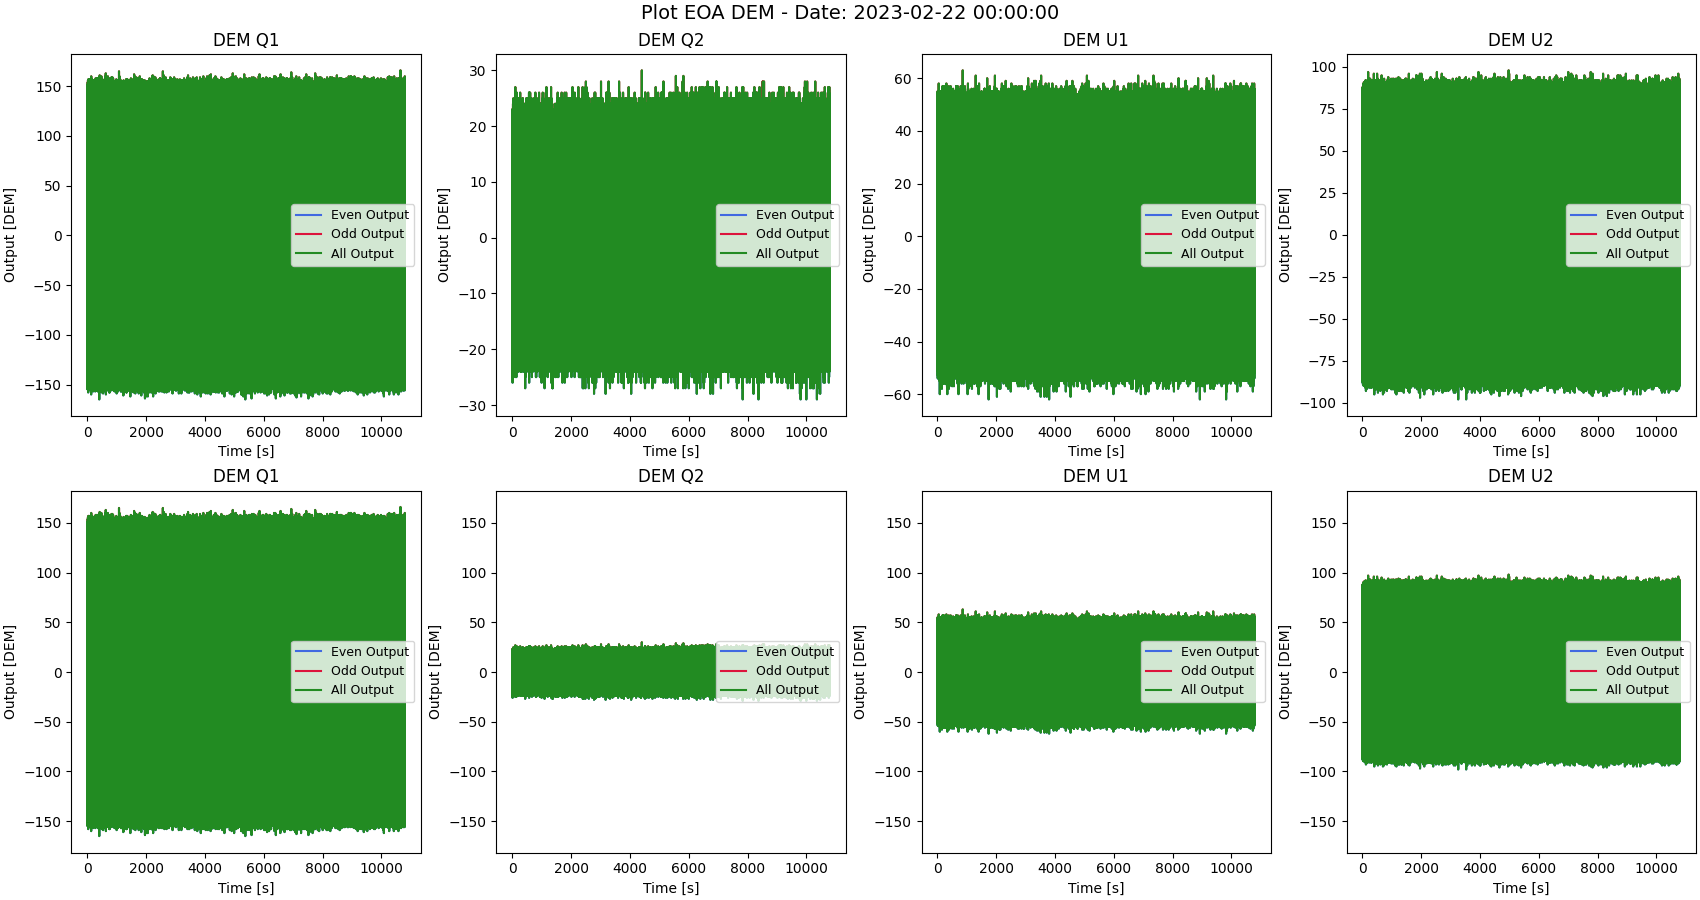 Plot EOA DEM - Date: 2023-02-22 00:00:00
DEM Q1
Output [DEM]
150
100
50
0
−50
−100
−150
0 2000 4000 6000 8000 10000
Time [s]
Even Output
Odd Output
All Output
DEM Q2
Output [DEM]
30
20
10
0
−10
−20
−30
0 2000 4000 6000 8000 10000
Time [s]
Even Output
Odd Output
All Output
DEM U1
Output [DEM]
60
40
20
0
−20
−40
−60
0 2000 4000 6000 8000 10000
Time [s]
Even Output
Odd Output
All Output
DEM U2
Output [DEM]
100
75
50
25
0
−25
−50
−75
−100
0 2000 4000 6000 8000 10000
Time [s]
Even Output
Odd Output
All Output
DEM Q1
Output [DEM]
150
100
50
0
−50
−100
−150
0 2000 4000 6000 8000 10000
Time [s]
Even Output
Odd Output
All Output
DEM Q2
Output [DEM]
150
100
50
0
−50
−100
−150
0 2000 4000 6000 8000 10000
Time [s]
Even Output
Odd Output
All Output
DEM U1
Output [DEM]
150
100
50
0
−50
−100
−150
0 2000 4000 6000 8000 10000
Time [s]
Even Output
Odd Output
All Output
DEM U2
Output [DEM]
150
100
50
0
−50
−100
−150
0 2000 4000 6000 8000 10000
Time [s]
Even Output
Odd Output
All Output